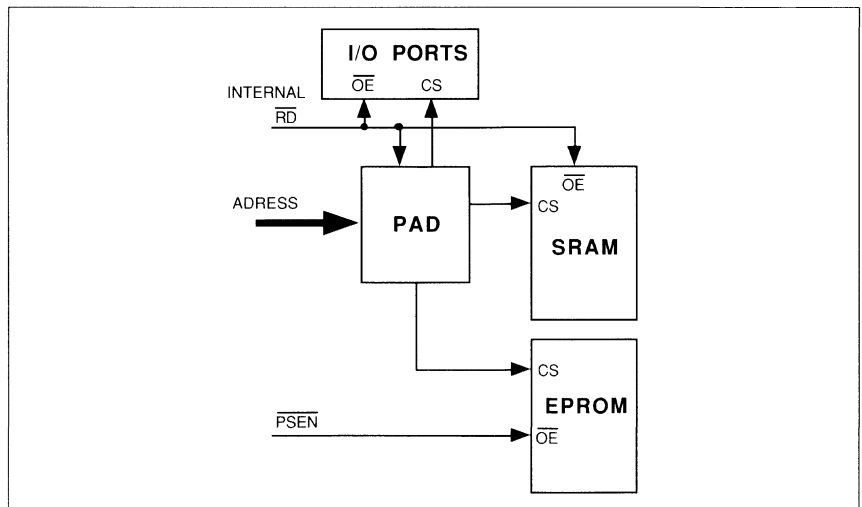 I/O PORTS
OE CS
INTERNAL
RD
ADRESS
PAD
OE
CS
SRAM
CS
EPROM
PSEN
OE